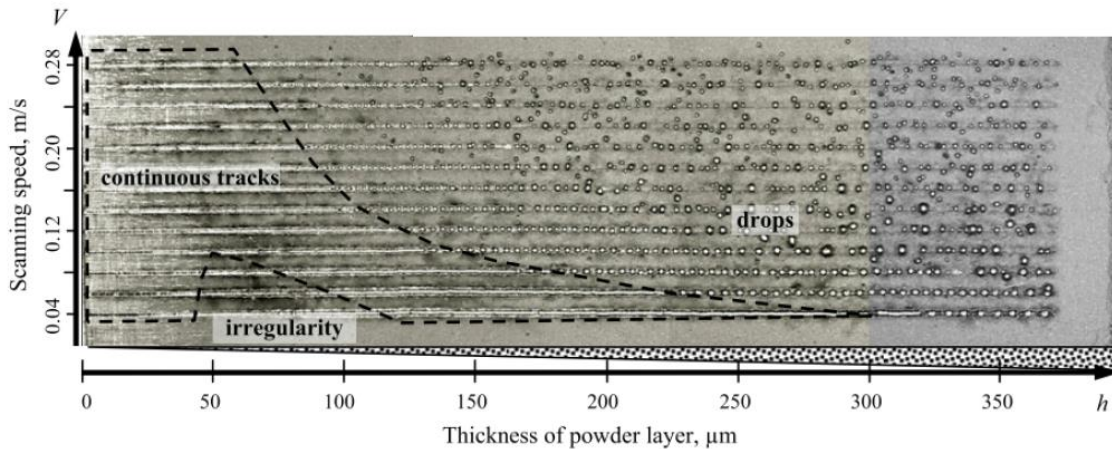 V
Scanning speed, m/s
0.28
0.20
0.12
0.04
continuous tracks
drops
irregularity
0 50 100 150 200 250 300 350 h
Thickness of powder layer, µm